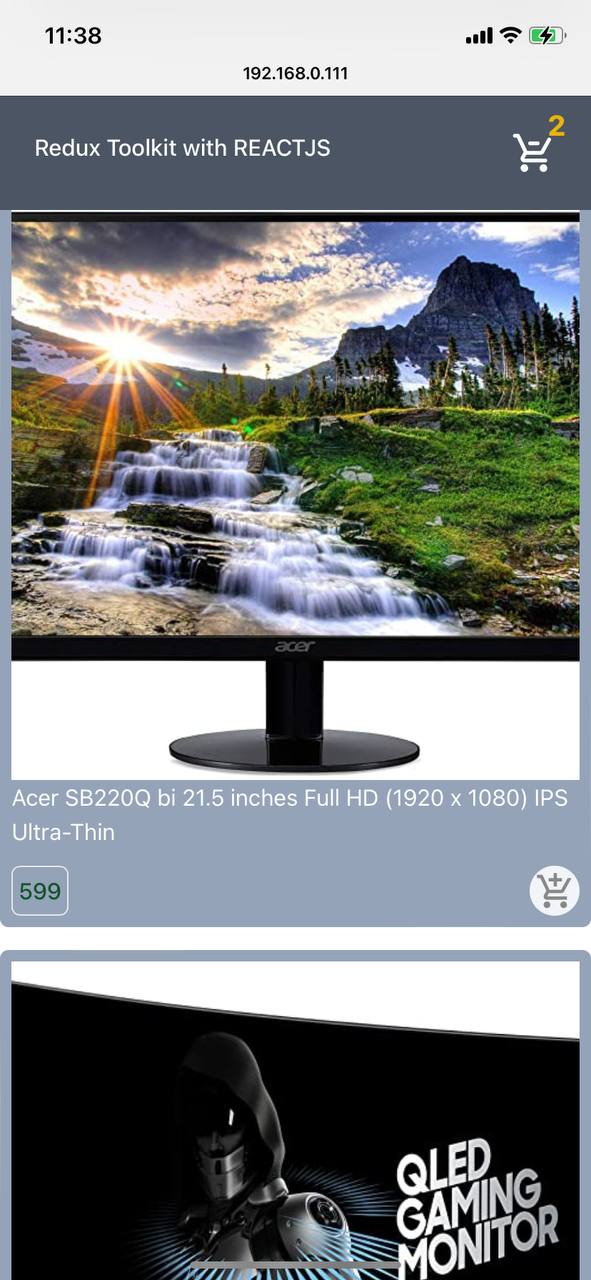 11:38
192.168.0.111
Redux Toolkit with REACTJS
2
acer
Acer SB220Q bi 21.5 inches Full HD (1920 x 1080) IPS
Ultra-Thin
599
QLED
GAMING
MONITOR